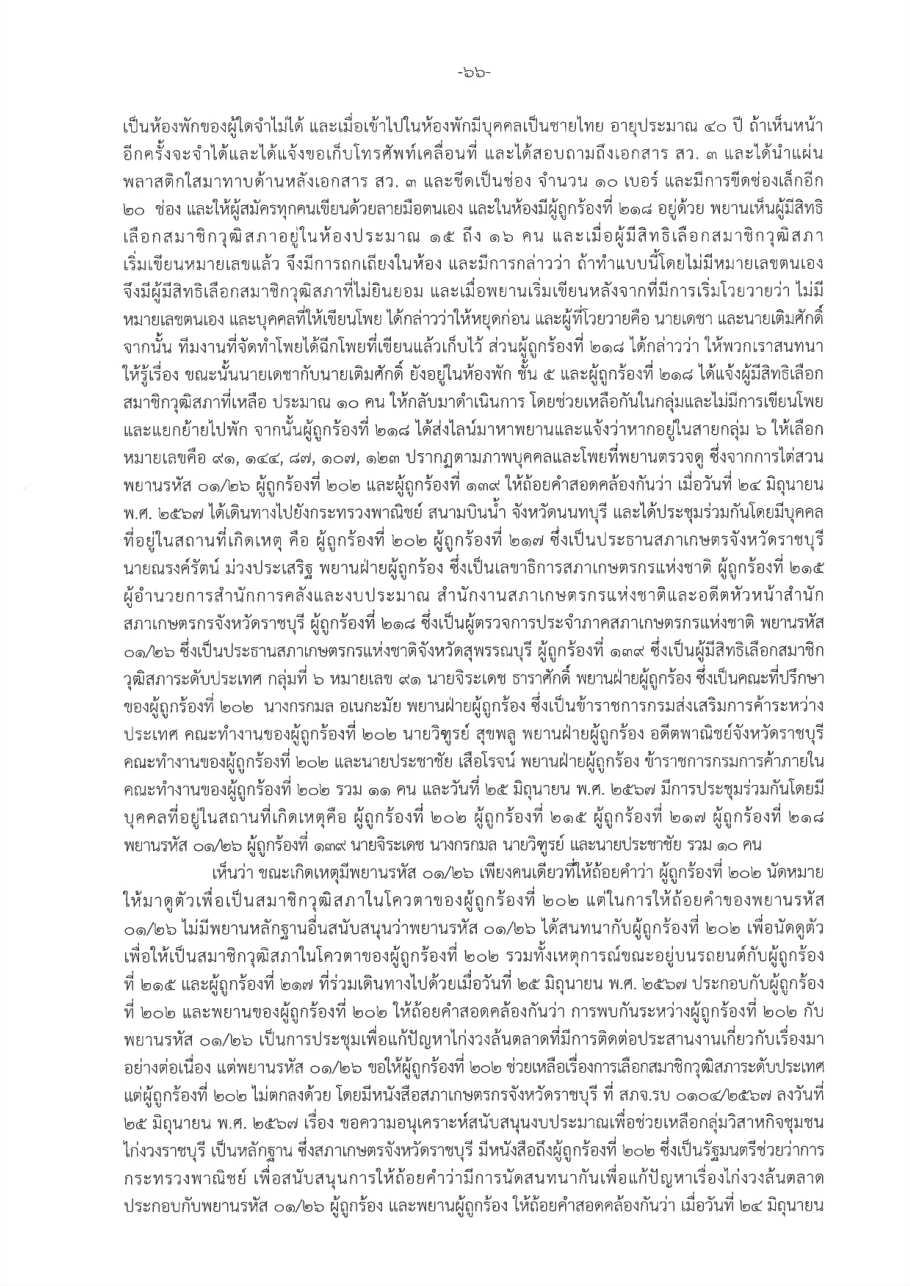 -๖๖-
เป็นห้องพักของผู้ใดจำไม่ได้ และเมื่อเข้าไปในห้องพักมีบุคคลเป็นชายไทย อายุประมาณ ๔๐ ปี ถ้าเห็นหน้า
อีกครั้งจะจำได้และได้แจ้งขอเก็บโทรศัพท์เคลื่อนที่ และได้สอบถามถึงเอกสาร สว. ๓ และได้นำแผ่น
พลาสติกใสมาทาบด้านหลังเอกสาร สว. ๓ และขีดเป็นช่อง จำนวน ๑๐ เบอร์ และมีการขีดช่องเล็กอีก
๒๐ ช่อง และให้ผู้สมัครทุกคนเขียนด้วยลายมือตนเอง และในห้องมีผู้ถูกร้องที่ ๒๑๘ อยู่ด้วย พยานเห็นผู้มีสิทธิ
เลือกสมาชิกวุฒิสภาอยู่ในห้องประมาณ ๑๕ ถึง ๑๖ คน และเมื่อผู้มีสิทธิเลือกสมาชิกวุฒิสภา
เริ่มเขียนหมายเลขแล้ว จึงมีการถกเถียงในห้อง และมีการกล่าวว่า ถ้าทำแบบนี้โดยไม่มีหมายเลขตนเอง
จึงมีผู้มีสิทธิเลือกสมาชิกวุฒิสภาที่ไม่ยินยอม และเมื่อพยานเริ่มเขียนหลังจากที่มีการเริ่มโวยวายว่า ไม่มี
หมายเลขตนเอง และบุคคลที่ให้เขียนโพย ได้กล่าวว่าให้หยุดก่อน และผู้ที่โวยวายคือ นายเดชา และนายเติมศักดิ์
จากนั้น ทีมงานที่จัดทำโพยได้ฉีกโพยที่เขียนแล้วเก็บไว้ ส่วนผู้ถูกร้องที่ ๒๑๘ ได้กล่าวว่า ให้พวกเราสนทนา
ให้รู้เรื่อง ขณะนั้นนายเดชากับนายเติมศักดิ์ ยังอยู่ในห้องพัก ชั้น ๕ และผู้ถูกร้องที่ ๒๑๘ ได้แจ้งผู้มีสิทธิเลือก
สมาชิกวุฒิสภาที่เหลือ ประมาณ ๑๐ คน ให้กลับมาดำเนินการ โดยช่วยเหลือกันในกลุ่มและไม่มีการเขียนโพย
และแยกย้ายไปพัก จากนั้นผู้ถูกร้องที่ ๒๑๘ ได้ส่งไลน์มาหาพยานและแจ้งว่าหากอยู่ในสายกลุ่ม ๖ ให้เลือก
หมายเลขคือ ๙๑, ๑๔๔, ๘๗, ๑๐๗, ๑๒๓ ปรากฏตามภาพบุคคลและโพยที่พยานตรวจดู ซึ่งจากการไต่สวน
พยานรหัส ๐๑/๒๖ ผู้ถูกร้องที่ ๒๐๒ และผู้ถูกร้องที่ ๑๓๙ ให้ถ้อยคำสอดคล้องกันว่า เมื่อวันที่ ๒๔ มิถุนายน
พ.ศ. ๒๕๖๗ ได้เดินทางไปยังกระทรวงพาณิชย์ สนามบินน้ำ จังหวัดนนทบุรี และได้ประชุมร่วมกันโดยมีบุคคล
ที่อยู่ในสถานที่เกิดเหตุ คือ ผู้ถูกร้องที่ ๒๐๒ ผู้ถูกร้องที่ ๒๑๗ ซึ่งเป็นประธานสภาเกษตรจังหวัดราชบุรี
นายณรงค์รัตน์ ม่วงประเสริฐ พยานฝ่ายผู้ถูกร้อง ซึ่งเป็นเลขาธิการสภาเกษตรกรแห่งชาติ ผู้ถูกร้องที่ ๒๑๕
ผู้อำนวยการสำนักการคลังและงบประมาณ สำนักงานสภาเกษตรกรแห่งชาติและอดีตหัวหน้าสำนัก
สภาเกษตรกรจังหวัดราชบุรี ผู้ถูกร้องที่ ๒๑๘ ซึ่งเป็นผู้ตรวจการประจำภาคสภาเกษตรกรแห่งชาติ พยานรหัส
๐๑/๒๖ ซึ่งเป็นประธานสภาเกษตรกรแห่งชาติจังหวัดสุพรรณบุรี ผู้ถูกร้องที่ ๑๓๙ ซึ่งเป็นผู้มีสิทธิเลือกสมาชิก
วุฒิสภาระดับประเทศ กลุ่มที่ ๖ หมายเลข ๙๑ นายจิระเดช ธาราศักดิ์ พยานฝ่ายผู้ถูกร้อง ซึ่งเป็นคณะที่ปรึกษา
ของผู้ถูกร้องที่ ๒๐๒ นางกรกมล อเนกะมัย พยานฝ่ายผู้ถูกร้อง ซึ่งเป็นข้าราชการกรมส่งเสริมการค้าระหว่าง
ประเทศ คณะทำงานของผู้ถูกร้องที่ ๒๐๒ นายวิฑูรย์ สุขพลู พยานฝ่ายผู้ถูกร้อง อดีตพาณิชย์จังหวัดราชบุรี
คณะทำงานของผู้ถูกร้องที่ ๒๐๒ และนายประชาชัย เสือโรจน์ พยานฝ่ายผู้ถูกร้อง ข้าราชการกรมการค้าภายใน
คณะทำงานของผู้ถูกร้องที่ ๒๐๒ รวม ๑๑ คน และวันที่ ๒๕ มิถุนายน พ.ศ. ๒๕๖๗ มีการประชุมร่วมกันโดยมี
บุคคลที่อยู่ในสถานที่เกิดเหตุคือ ผู้ถูกร้องที่ ๒๐๒ ผู้ถูกร้องที่ ๒๑๕ ผู้ถูกร้องที่ ๒๑๗ ผู้ถูกร้องที่ ๒๑๘
พยานรหัส ๐๑/๒๖ ผู้ถูกร้องที่ ๑๓๙ นายจิระเดช นางกรกมล นายวิฑูรย์ และนายประชาชัย รวม ๑๐ คน
เห็นว่า ขณะเกิดเหตุมีพยานรหัส ๐๑/๒๖ เพียงคนเดียวที่ให้ถ้อยคำว่า ผู้ถูกร้องที่ ๒๐๒ นัดหมาย
ให้มาดูตัวเพื่อเป็นสมาชิกวุฒิสภาในโควตาของผู้ถูกร้องที่ ๒๐๒ แต่ในการให้ถ้อยคำของพยานรหัส
๐๑/๒๖ ไม่มีพยานหลักฐานอื่นสนับสนุนว่าพยานรหัส ๐๑/๒๖ ได้สนทนากับผู้ถูกร้องที่ ๒๐๒ เพื่อนัดดูตัว
เพื่อให้เป็นสมาชิกวุฒิสภาในโควตาของผู้ถูกร้องที่ ๒๐๒ รวมทั้งเหตุการณ์ขณะอยู่บนรถยนต์กับผู้ถูกร้อง
ที่ ๒๑๕ และผู้ถูกร้องที่ ๒๑๗ ที่ร่วมเดินทางไปด้วยเมื่อวันที่ ๒๕ มิถุนายน พ.ศ. ๒๕๖๗ ประกอบกับผู้ถูกร้อง
ที่ ๒๐๒ และพยานของผู้ถูกร้องที่ ๒๐๒ ให้ถ้อยคำสอดคล้องกันว่า การพบกันระหว่างผู้ถูกร้องที่ ๒๐๒ กับ
พยานรหัส ๐๑/๒๖ เป็นการประชุมเพื่อแก้ปัญหาไก่งวงล้นตลาดที่มีการติดต่อประสานงานเกี่ยวกับเรื่องมา
อย่างต่อเนื่อง แต่พยานรหัส ๐๑/๒๖ ขอให้ผู้ถูกร้องที่ ๒๐๒ ช่วยเหลือเรื่องการเลือกสมาชิกวุฒิสภาระดับประเทศ
แต่ผู้ถูกร้องที่ ๒๐๒ ไม่ตกลงด้วย โดยมีหนังสือสภาเกษตรกรจังหวัดราชบุรี ที่ สภจ.รบ ๐๑๐๔/๒๕๖๗ ลงวันที่
๒๕ มิถุนายน พ.ศ. ๒๕๖๗ เรื่อง ขอความอนุเคราะห์สนับสนุนงบประมาณเพื่อช่วยเหลือกลุ่มวิสาหกิจชุมชน
ไก่งวงราชบุรี เป็นหลักฐาน ซึ่งสภาเกษตรกรจังหวัดราชบุรี มีหนังสือถึงผู้ถูกร้องที่ ๒๐๒ ซึ่งเป็นรัฐมนตรีช่วยว่าการ
กระทรวงพาณิชย์ เพื่อสนับสนุนการให้ถ้อยคำว่ามีการนัดสนทนากันเพื่อแก้ปัญหาเรื่องไก่งวงล้นตลาด
ประกอบกับพยานรหัส ๐๑/๒๖ ผู้ถูกร้อง และพยานผู้ถูกร้อง ให้ถ้อยคำสอดคล้องกันว่า เมื่อวันที่ ๒๔ มิถุนายน